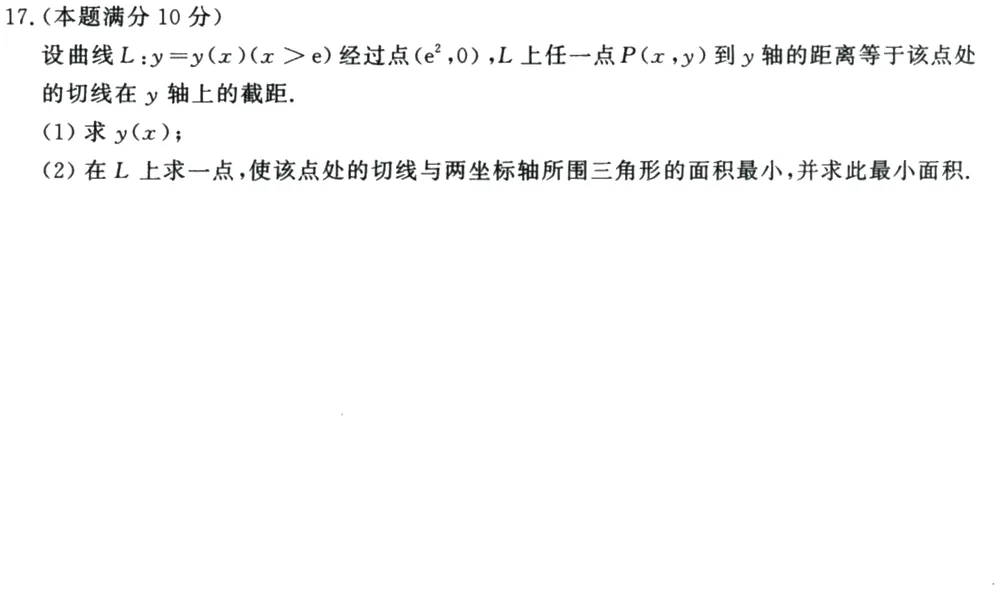 17.(本题满分 10 分)
设曲线 L:y=y(x)(x>e)经过点(e²,0),L 上任一点 P(x,y)到 y 轴的距离等于该点处
的切线在 y 轴上的截距.
(1) 求 y(x);
(2) 在 L 上求一点,使该点处的切线与两坐标轴所围三角形的面积最小,并求此最小面积.